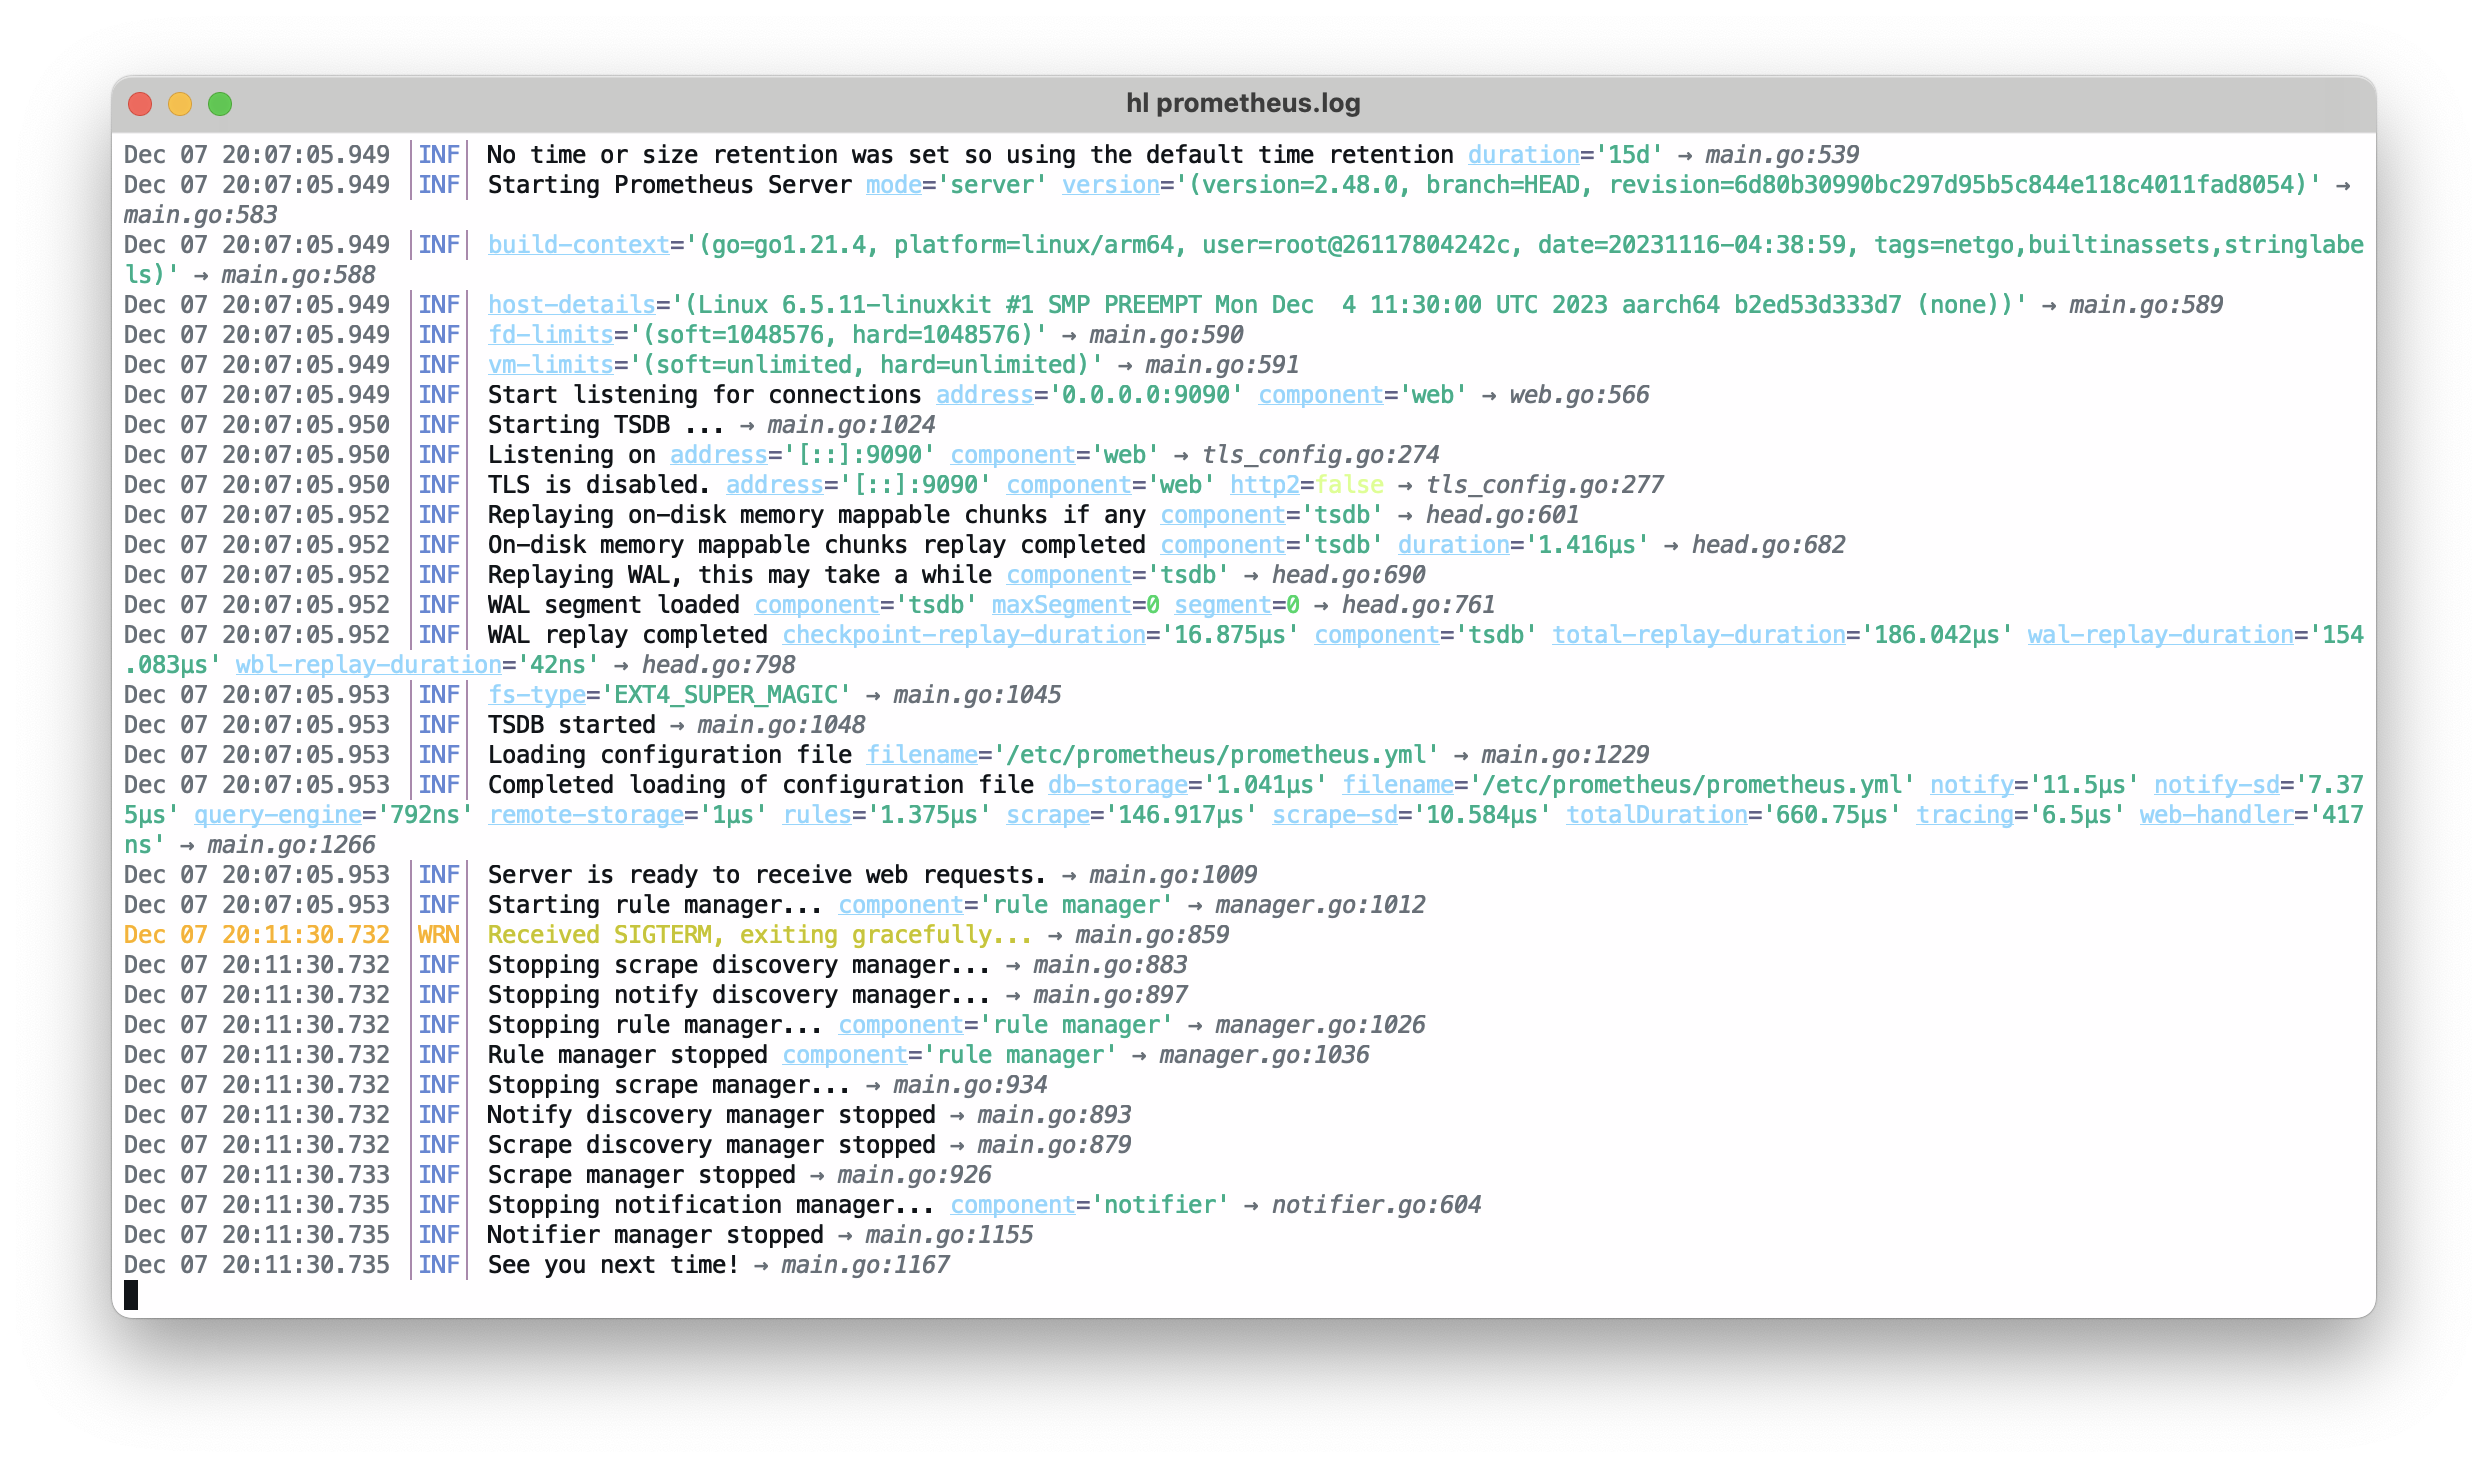 hl prometheus.log
Dec 07 20:07:05.949 |INF| No time or size retention was set so using the default time retention duration='15d' → main.go:539
Dec 07 20:07:05.949 |INF| Starting Prometheus Server mode='server' version='(version=2.48.0, branch=HEAD, revision=6d80b30990bc297d95b5c844e118c4011fad8054)' →
main.go:583
Dec 07 20:07:05.949 |INF| build-context='(go=go1.21.4, platform=linux/arm64, user=root@26117804242c, date=20231116-04:38:59, tags=netgo,builtinassets,stringlabe
ls)' → main.go:588
Dec 07 20:07:05.949 |INF| host-details='(Linux 6.5.11-linuxkit #1 SMP PREEMPT Mon Dec  4 11:30:00 UTC 2023 aarch64 b2ed53d333d7 (none))' → main.go:589
Dec 07 20:07:05.949 |INF| fd-limits='(soft=1048576, hard=1048576)' → main.go:590
Dec 07 20:07:05.949 |INF| vm-limits='(soft=unlimited, hard=unlimited)' → main.go:591
Dec 07 20:07:05.949 |INF| Start listening for connections address='0.0.0.0:9090' component='web' → web.go:566
Dec 07 20:07:05.950 |INF| Starting TSDB ... → main.go:1024
Dec 07 20:07:05.950 |INF| Listening on address='[::]:9090' component='web' → tls_config.go:274
Dec 07 20:07:05.950 |INF| TLS is disabled. address='[::]:9090' component='web' http2=false → tls_config.go:277
Dec 07 20:07:05.952 |INF| Replaying on-disk memory mappable chunks if any component='tsdb' → head.go:601
Dec 07 20:07:05.952 |INF| On-disk memory mappable chunks replay completed component='tsdb' duration='1.416µs' → head.go:682
Dec 07 20:07:05.952 |INF| Replaying WAL, this may take a while component='tsdb' → head.go:690
Dec 07 20:07:05.952 |INF| WAL segment loaded component='tsdb' maxSegment=0 segment=0 → head.go:761
Dec 07 20:07:05.952 |INF| WAL replay completed checkpoint-replay-duration='16.875µs' component='tsdb' total-replay-duration='186.042µs' wal-replay-duration='154
.083µs' wbl-replay-duration='42ns' → head.go:798
Dec 07 20:07:05.953 |INF| fs-type='EXT4_SUPER_MAGIC' → main.go:1045
Dec 07 20:07:05.953 |INF| TSDB started → main.go:1048
Dec 07 20:07:05.953 |INF| Loading configuration file filename='/etc/prometheus/prometheus.yml' → main.go:1229
Dec 07 20:07:05.953 |INF| Completed loading of configuration file db-storage='1.041µs' filename='/etc/prometheus/prometheus.yml' notify='11.5µs' notify-sd='7.37
5µs' query-engine='792ns' remote-storage='1µs' rules='1.375µs' scrape='146.917µs' scrape-sd='10.584µs' totalDuration='660.75µs' tracing='6.5µs' web-handler='417
ns' → main.go:1266
Dec 07 20:07:05.953 |INF| Server is ready to receive web requests. → main.go:1009
Dec 07 20:07:05.953 |INF| Starting rule manager... component='rule manager' → manager.go:1012
Dec 07 20:11:30.732 |WRN| Received SIGTERM, exiting gracefully... → main.go:859
Dec 07 20:11:30.732 |INF| Stopping scrape discovery manager... → main.go:883
Dec 07 20:11:30.732 |INF| Stopping notify discovery manager... → main.go:897
Dec 07 20:11:30.732 |INF| Stopping rule manager... component='rule manager' → manager.go:1026
Dec 07 20:11:30.732 |INF| Rule manager stopped component='rule manager' → manager.go:1036
Dec 07 20:11:30.732 |INF| Stopping scrape manager... → main.go:934
Dec 07 20:11:30.732 |INF| Notify discovery manager stopped → main.go:893
Dec 07 20:11:30.732 |INF| Scrape discovery manager stopped → main.go:879
Dec 07 20:11:30.733 |INF| Scrape manager stopped → main.go:926
Dec 07 20:11:30.735 |INF| Stopping notification manager... component='notifier' → notifier.go:604
Dec 07 20:11:30.735 |INF| Notifier manager stopped → main.go:1155
Dec 07 20:11:30.735 |INF| See you next time! → main.go:1167